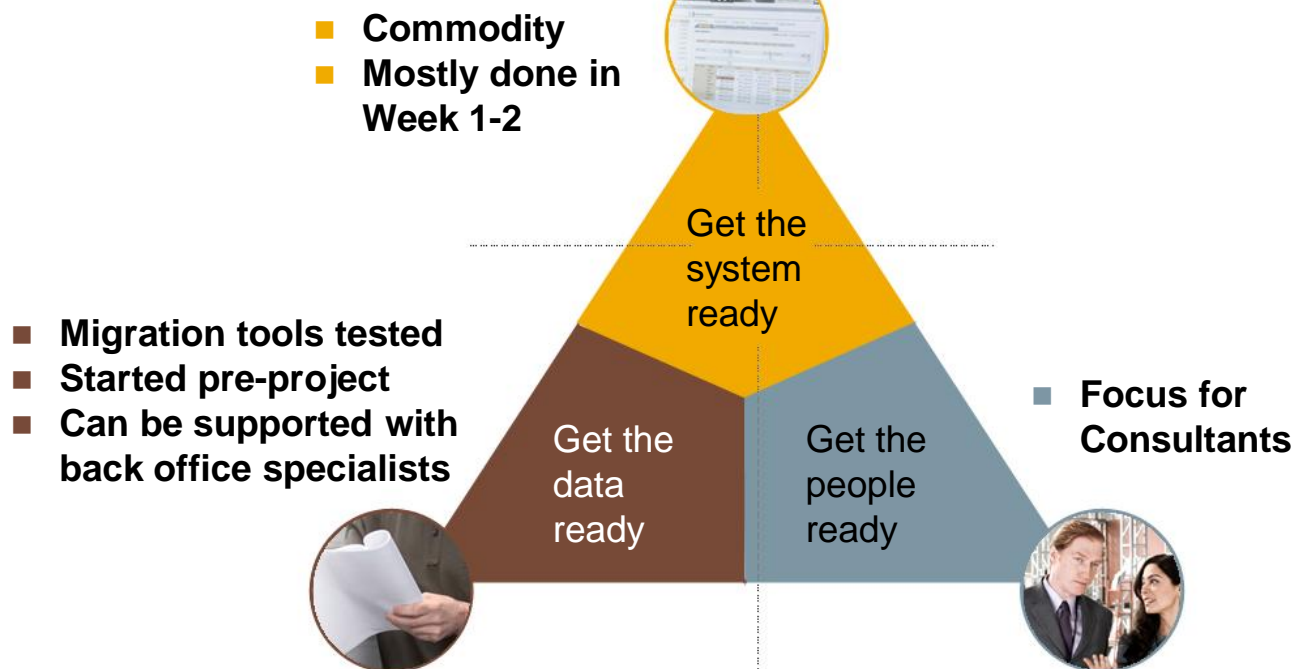 Commodity
Mostly done in
Week 1-2
Get the
system
ready
Migration tools tested
Started pre-project
Can be supported with
back office specialists
Get the
data
ready
Get the
people
ready
Focus for
Consultants